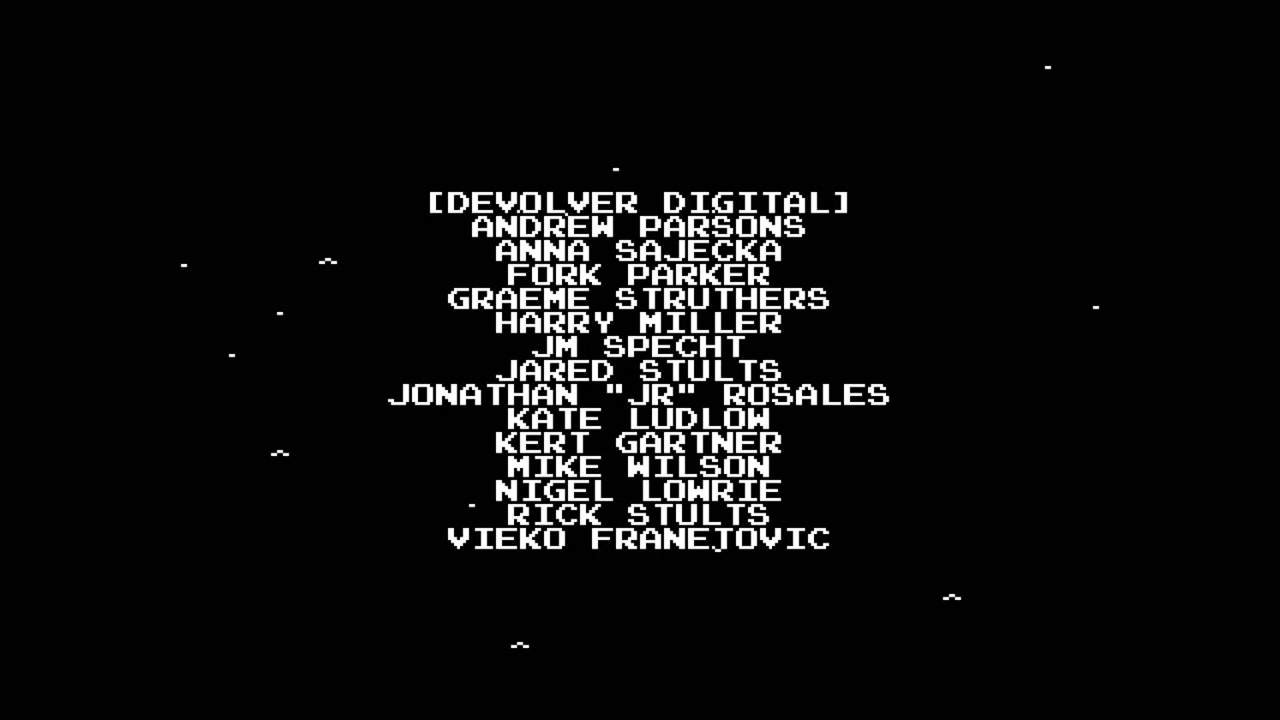 [DEVOLVER DIGITAL]
ANDREW PARSONS
ANNA SAJECKA
FORK PARKER
GRAEME STRUTHERS
HARRY MILLER
JM SPECHT
JARED STULTS
JONATHAN "JR" ROSALES
KATE LUDLOW
KERT GARTNER
MIKE WILSON
NIGEL LOWRIE
RICK STULTS
VIEKO FRANEJOVIC